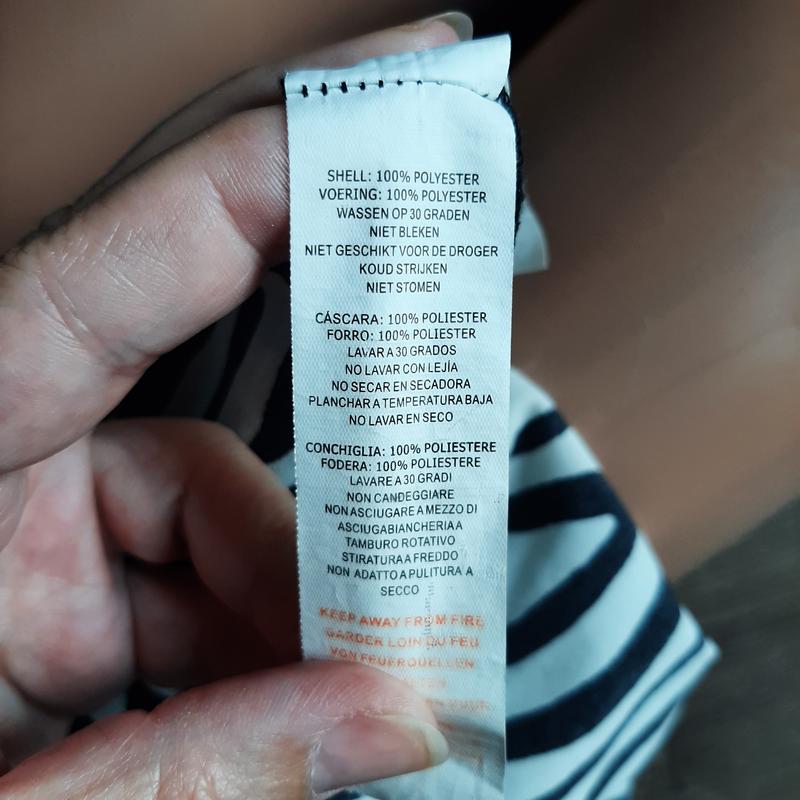 SHELL: 100% POLYESTER
VOERING: 100% POLYESTER
WASSEN OP 30 GRADEN
NIET BLEKEN
NIET GESCHIKT VOOR DE DROGER
KOUD STRIJKEN
NIET STOMEN
CÁSCARA: 100% POLIESTER
FORRO: 100% POLIESTER
LAVAR A 30 GRADOS
NO LAVAR CON LEJÍA
NO SECAR EN SECADORA
PLANCHAR A TEMPERATURA BAJA
NO LAVAR EN SECO
CONCHIGLIA: 100% POLIESTERE
FODERA: 100% POLIESTERE
LAVARE A 30 GRADI
NON CANDEGGIARE
NON ASCIUGARE A MEZZO DI
ASCIUGABIANCHERIA A
TAMBURO ROTATIVO
STIRATURA A FREDDO
NON ADATTO A PULITURA A
SECCO
KEEP AWAY FROM FIRE
GARDER LOIN DU FEU
VON FEUERQUELLEN